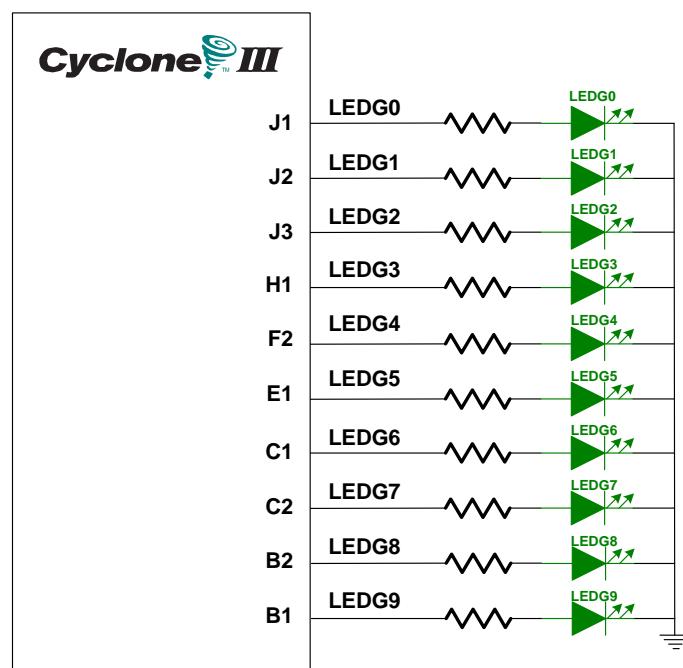 Cyclone™ III
J1 LEDG0 LEDG0
J2 LEDG1 LEDG1
J3 LEDG2 LEDG2
H1 LEDG3 LEDG3
F2 LEDG4 LEDG4
E1 LEDG5 LEDG5
C1 LEDG6 LEDG6
C2 LEDG7 LEDG7
B2 LEDG8 LEDG8
B1 LEDG9 LEDG9